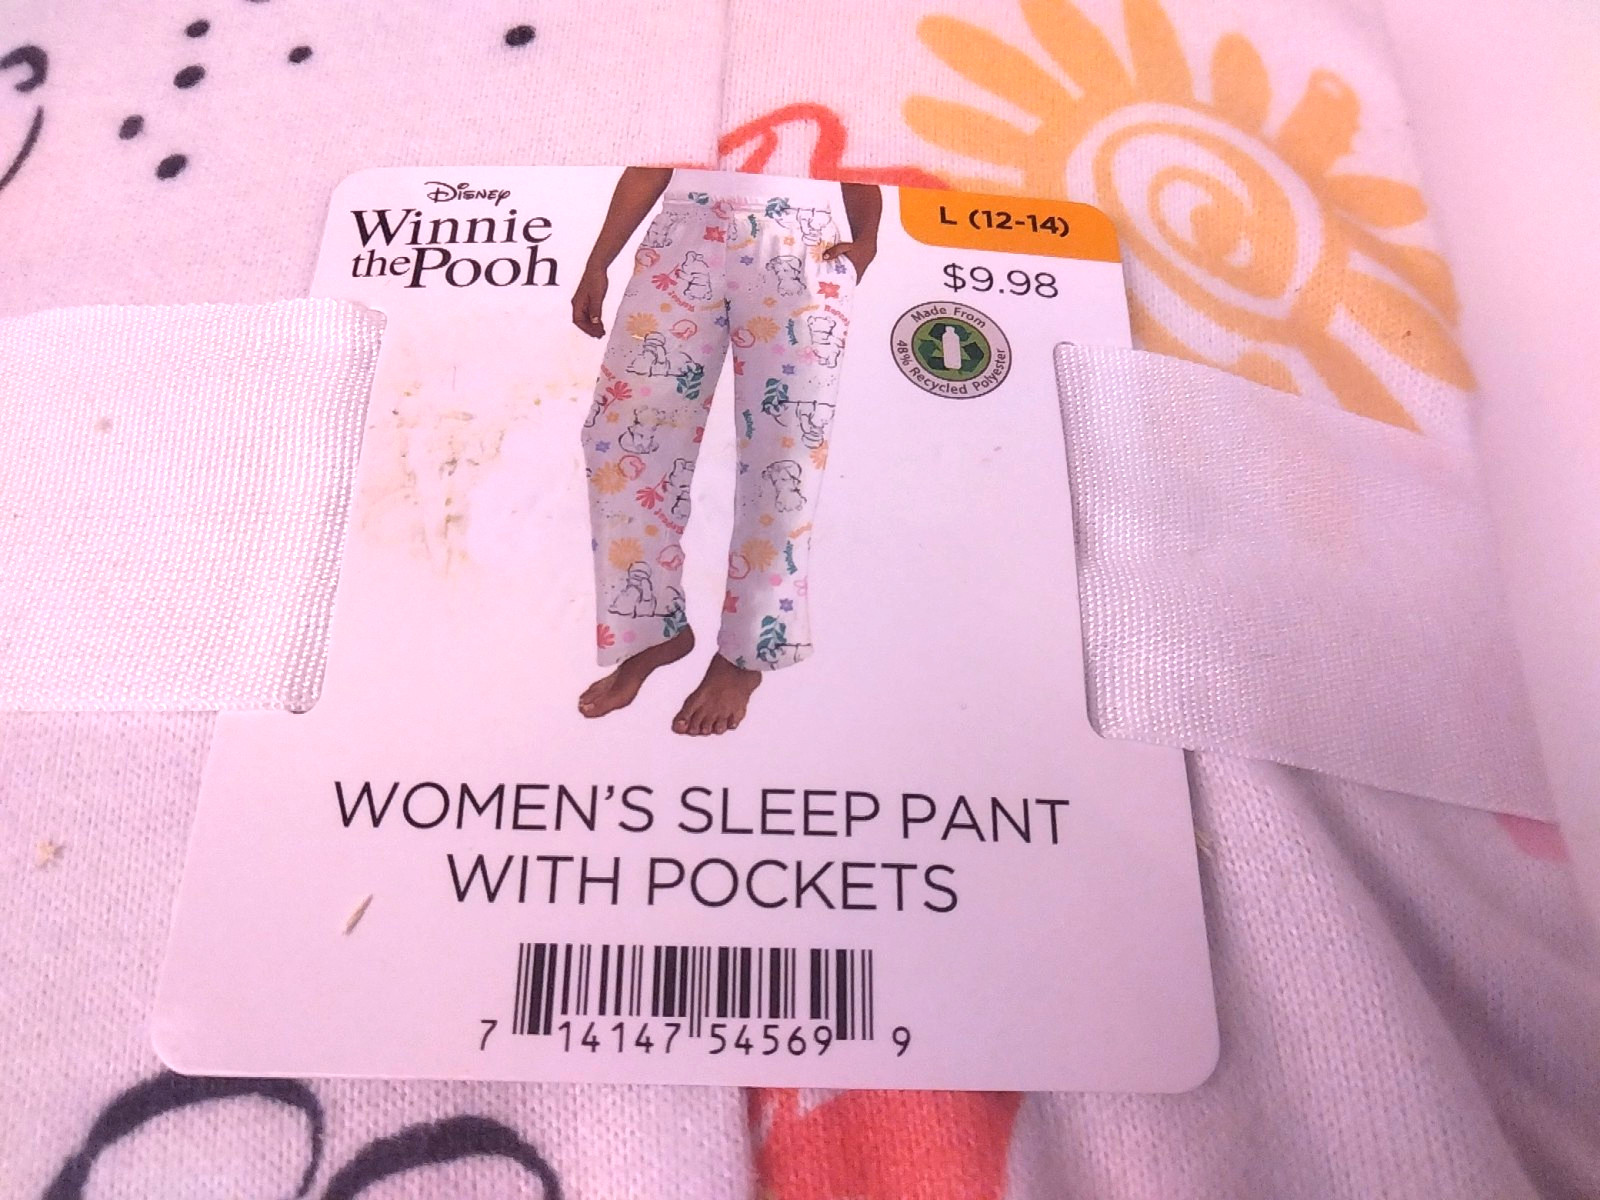 Disney
Winnie
the Pooh
L (12-14)
$9.98
Made From
48% Recycled Polyester
WOMEN'S SLEEP PANT
WITH POCKETS
7 14147 54569 9